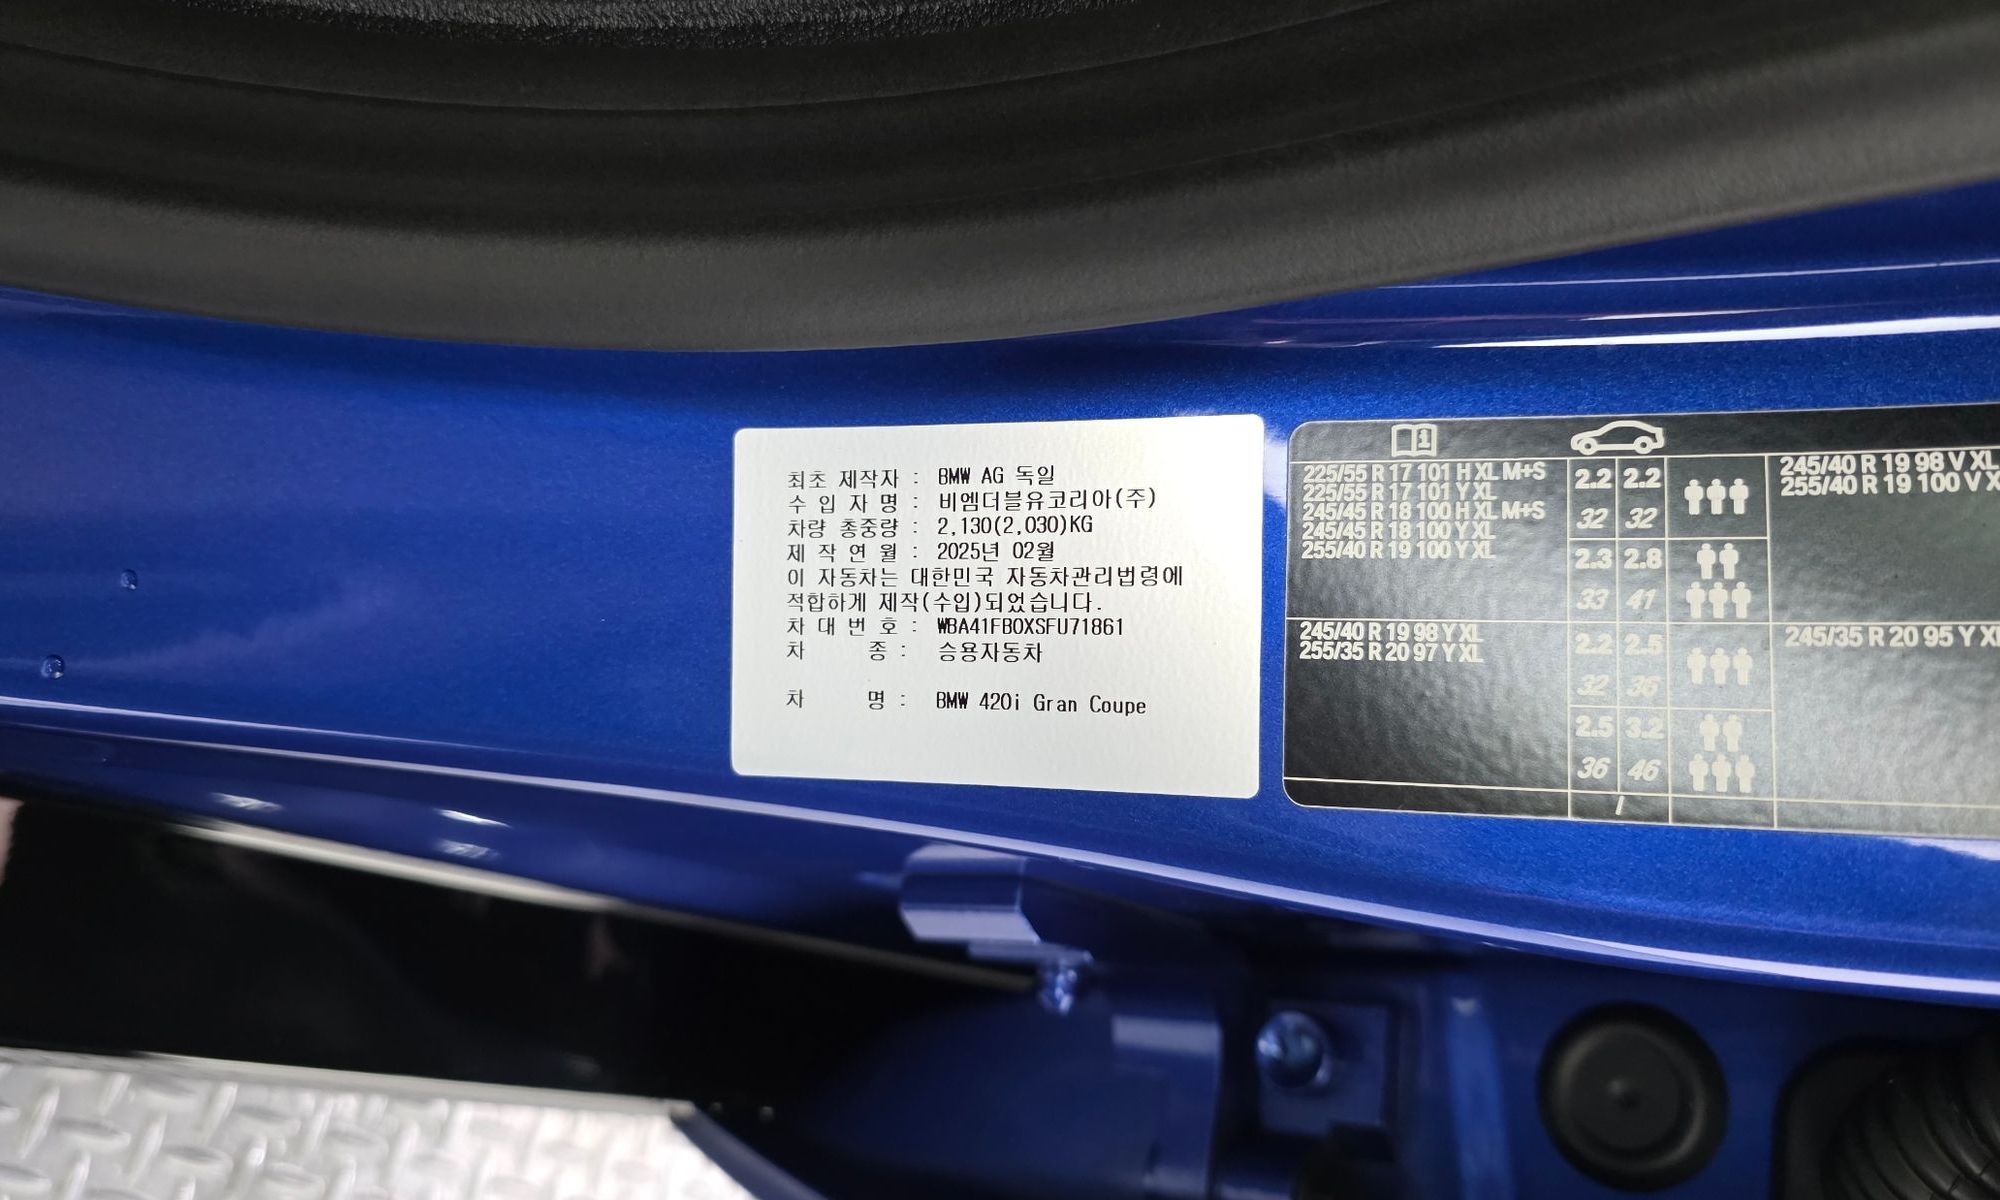 최초 제작자 : BMW AG 독일
수 입 자 명 : 비엠더블유코리아(주)
차량 총중량 : 2,130(2,030)KG
제 작 연 월 : 2025년 02월
이 자동차는 대한민국 자동차관리법령에
적합하게 제작(수입)되었습니다.
차 대 번 호 : WBA41FB0XSFU71861
차 종 : 승용자동차
차 명 : BMW 420i Gran Coupe
225/55 R 17 101 H XL M+S
225/55 R 17 101 Y XL
245/45 R 18 100 H XL M+S
245/45 R 18 100 Y XL
255/40 R 19 100 Y XL
2.2 2.2
32 32
2.3 2.8
33 41
245/40 R 19 98 V XL
255/40 R 19 100 V X
245/40 R 19 98 Y XL
255/35 R 20 97 Y XL
2.2 2.5
32 36
2.5 3.2
36 46
245/35 R 20 95 Y XL
/